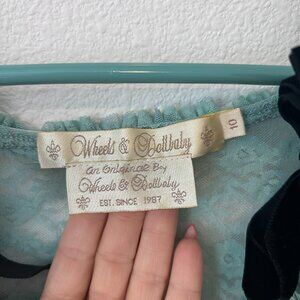 Wheels & Dollbaby
10
an Original By
Wheels & Dollbaby
EST. SINCE 1987